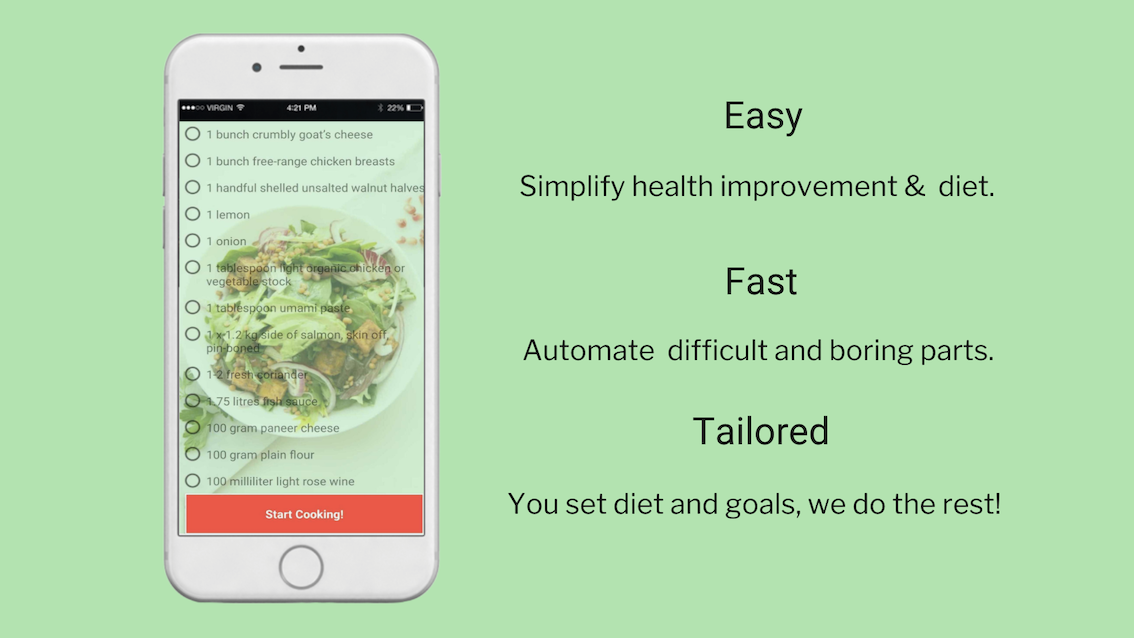 VIRGIN 4:21 PM 22%
1 bunch crumbly goat's cheese
1 bunch free-range chicken breasts
1 handful shelled unsalted walnut halves
1 lemon
1 onion
1 tablespoon light organic chicken or
vegetable stock
1 tablespoon umami paste
1 x 1.2 kg side of salmon, skin off,
pin-boned
1-2 fresh coriander
1.75 litres fish sauce
100 gram paneer cheese
100 gram plain flour
100 milliliter light rose wine
Start Cooking!
Easy
Simplify health improvement & diet.
Fast
Automate difficult and boring parts.
Tailored
You set diet and goals, we do the rest!